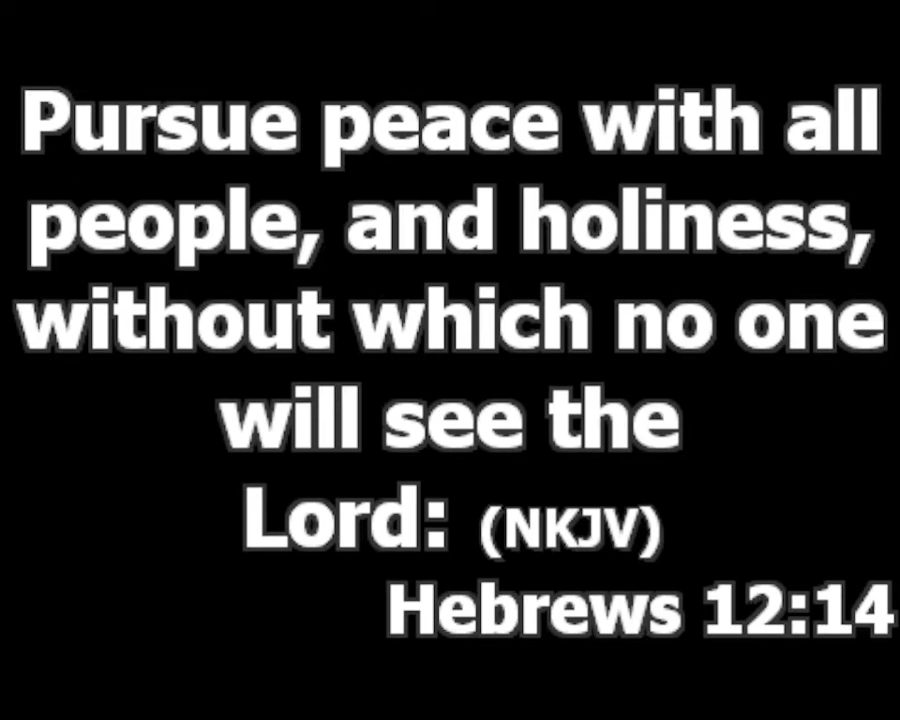 Pursue peace with all
people, and holiness,
without which no one
will see the
Lord: (NKJV)
Hebrews 12:14